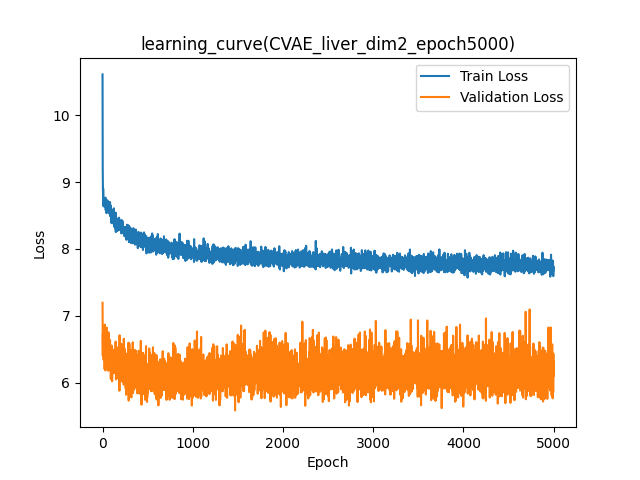 learning_curve(CVAE_liver_dim2_epoch5000)
Train Loss
Validation Loss
10
9
8
7
6
Loss
0 1000 2000 3000 4000 5000
Epoch